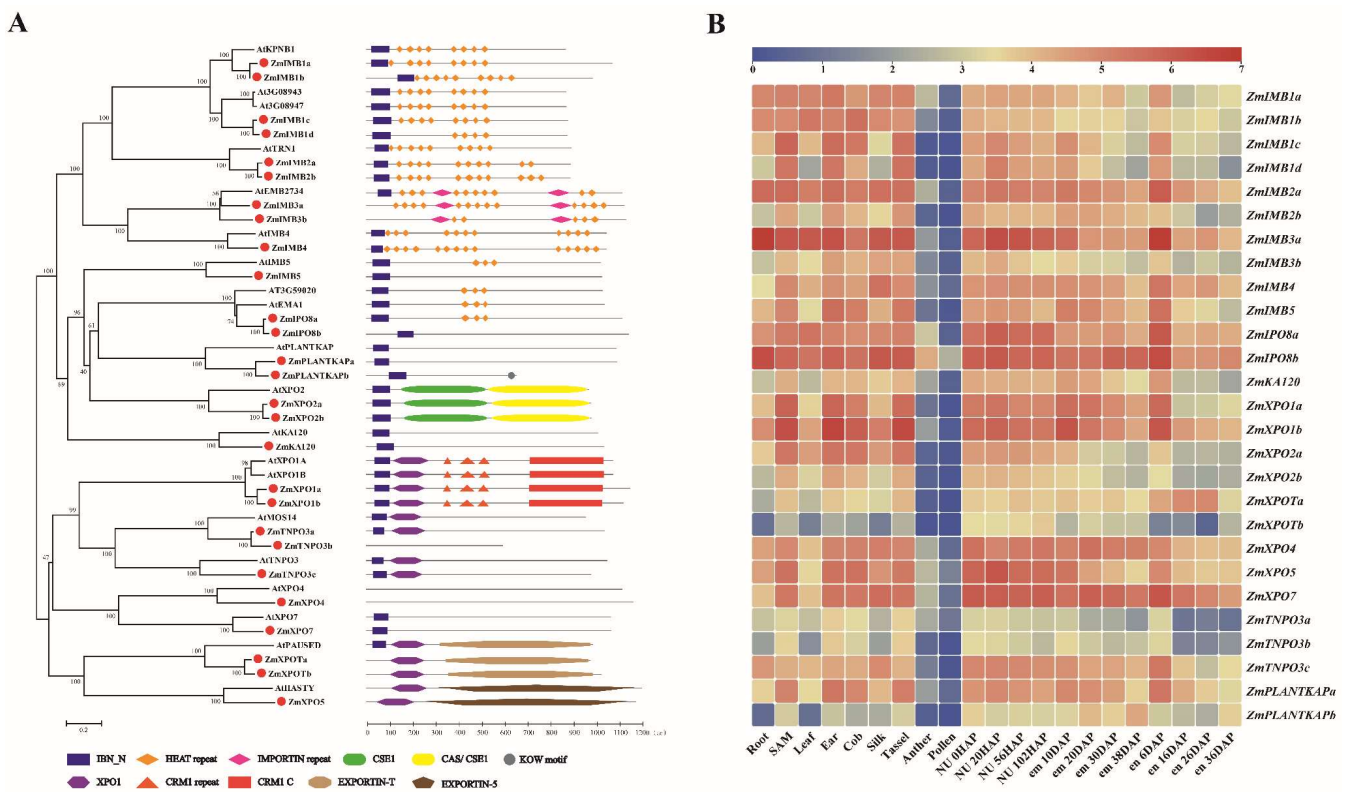 A
B
AtKPNB1
ZmIMB1a
ZmIMB1b
At3G08943
At3G08947
ZmIMB1c
ZmIMB1d
AtTRN1
ZmIMB2a
ZmIMB2b
AtEMB2734
ZmIMB3a
ZmIMB3b
AtIMB4
ZmIMB4
AtIMB5
ZmIMB5
AT3G59020
AtEMA1
ZmIPO8a
ZmIPO8b
AtPLANTKAP
ZmPLANTKAPa
ZmPLANTKAPb
AtXPO2
ZmXPO2a
ZmXPO2b
AtKA120
ZmKA120
AtXPO1A
AtXPO1B
ZmXPO1a
ZmXPO1b
AtMOS14
ZmTNPO3a
ZmTNPO3b
AtTNPO3
ZmTNPO3c
AtXPO4
ZmXPO4
AtXPO7
ZmXPO7
AtPAUSED
ZmXPOTa
ZmXPOTb
AtHASTY
ZmXPO5
100 100 100 100 100 100 100 100 100 58 100 100 100 100 100 100 74 100 96 61 40 59 100 100 100 100 100 98 100 100 99 100 100 100 47 100 100 100 100 100 100
0.2
0 100 200 300 400 500 600 700 800 900 1000 1100 1200
IBN_N HEAT repeat IMPORTIN repeat CSE1 CAS/ CSE1 KOW motif
XPO1 CRM1 repeat CRM1 C EXPORTIN-T EXPORTIN-5
0 1 2 3 4 5 6 7
ZmIMB1a
ZmIMB1b
ZmIMB1c
ZmIMB1d
ZmIMB2a
ZmIMB2b
ZmIMB3a
ZmIMB3b
ZmIMB4
ZmIMB5
ZmIPO8a
ZmIPO8b
ZmKA120
ZmXPO1a
ZmXPO1b
ZmXPO2a
ZmXPO2b
ZmXPOTa
ZmXPOTb
ZmXPO4
ZmXPO5
ZmXPO7
ZmTNPO3a
ZmTNPO3b
ZmTNPO3c
ZmPLANTKAPa
ZmPLANTKAPb
Root SAM Leaf Ear Cob Silk Tassel Anther Pollen NU 0HAP NU 20HAP NU 56HAP NU 102HAP em 10DAP em 20DAP em 30DAP em 38DAP en 6DAP en 16DAP en 26DAP en 36DAP